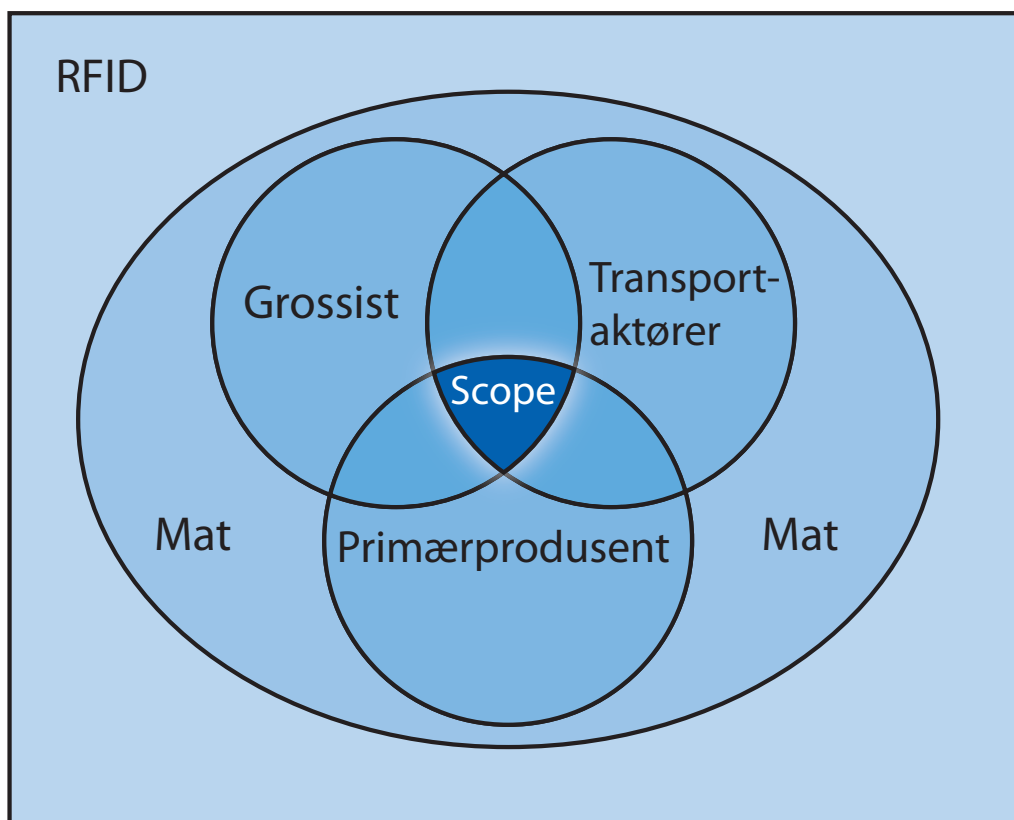 RFID
Grossist
Transport-
aktører
Scope
Mat
Primærprodusent
Mat